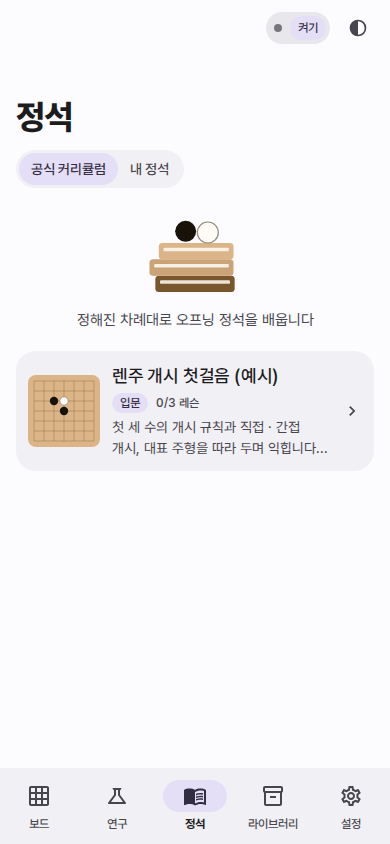 켜기
정석
공식 커리큘럼 내 정석
정해진 차례대로 오프닝 정석을 배웁니다
렌주 개시 첫걸음 (예시)
입문 0/3 레슨
첫 세 수의 개시 규칙과 직접 · 간접
개시, 대표 주형을 따라 두며 익힙니다...
보드 연구 정석 라이브러리 설정